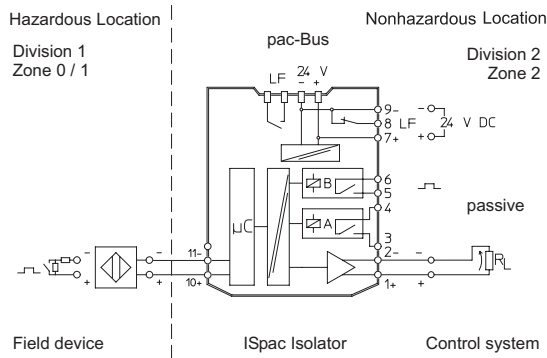 Hazardous Location
Nonhazardous Location
Division 1
Zone 0 / 1
pac-Bus
Division 2
Zone 2
LF 24 V
- +
9-
8 LF
7+
- +
24 V DC
6
5
4
3
B
A
µC
passive
11-
10+
2-
1+
- +
- +
- +
RL
Field device
ISpac Isolator
Control system